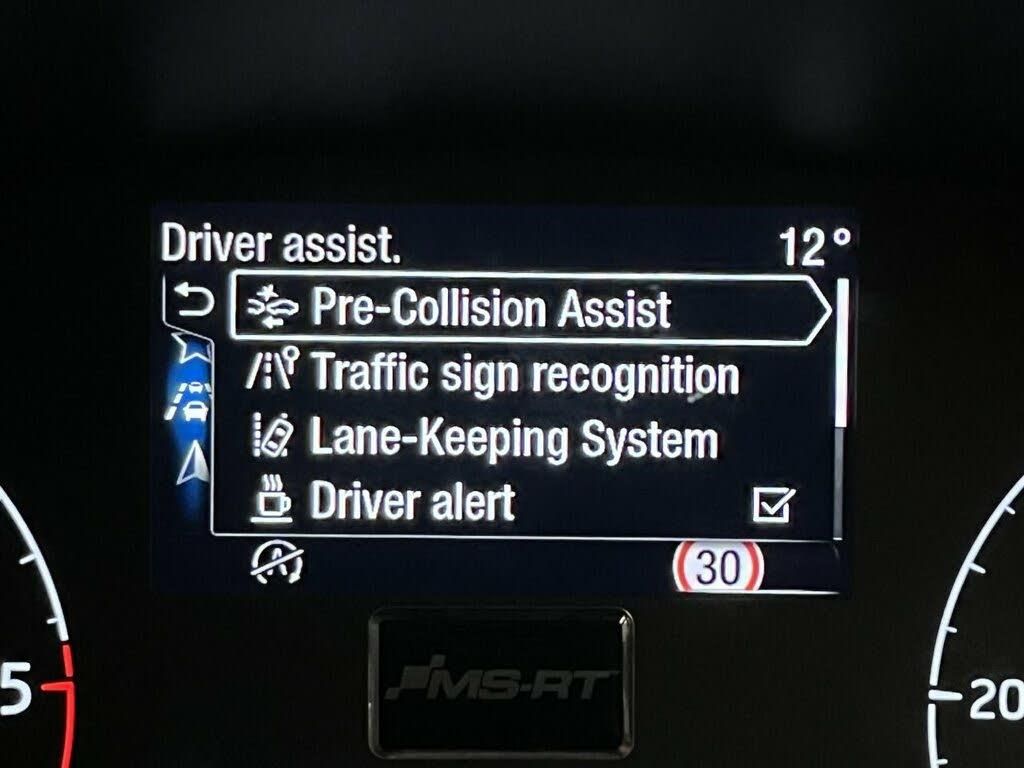 Driver assist. 12°
Pre-Collision Assist
Traffic sign recognition
Lane-Keeping System
Driver alert
A 30
MS-RT
5 20